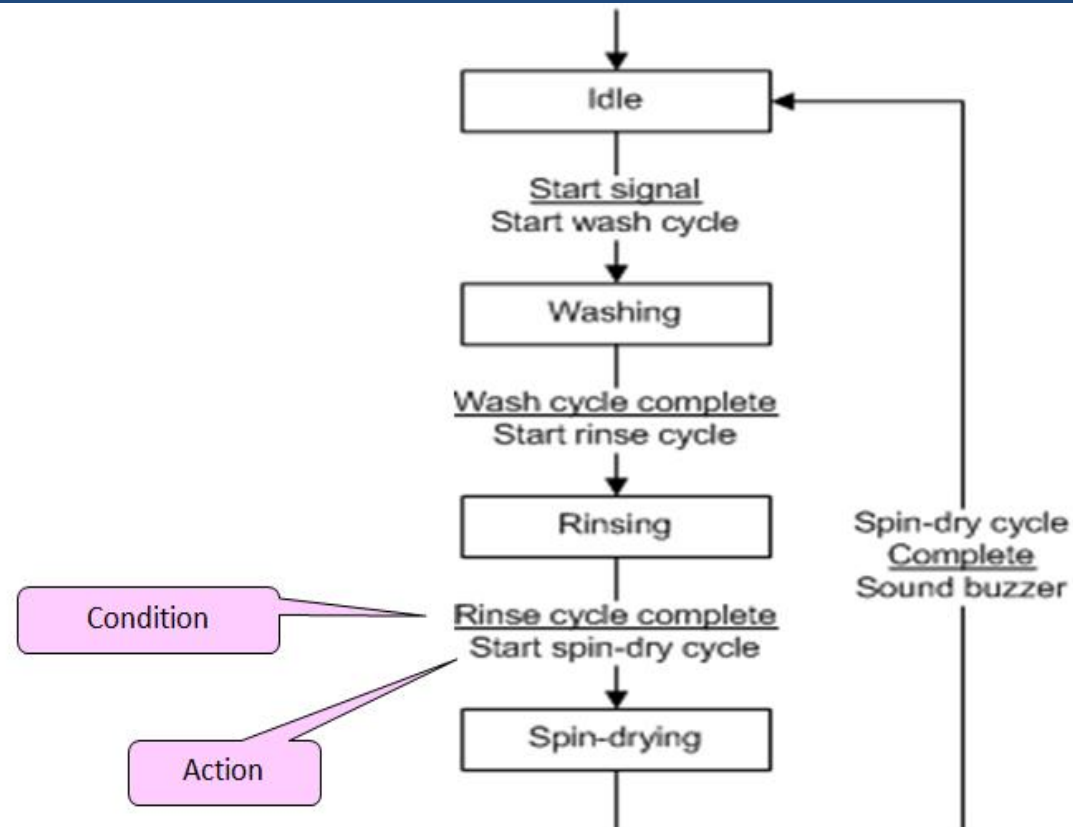 Idle
Start signal
Start wash cycle
Washing
Wash cycle complete
Start rinse cycle
Rinsing
Spin-dry cycle
Complete
Sound buzzer
Condition
Rinse cycle complete
Start spin-dry cycle
Spin-drying
Action